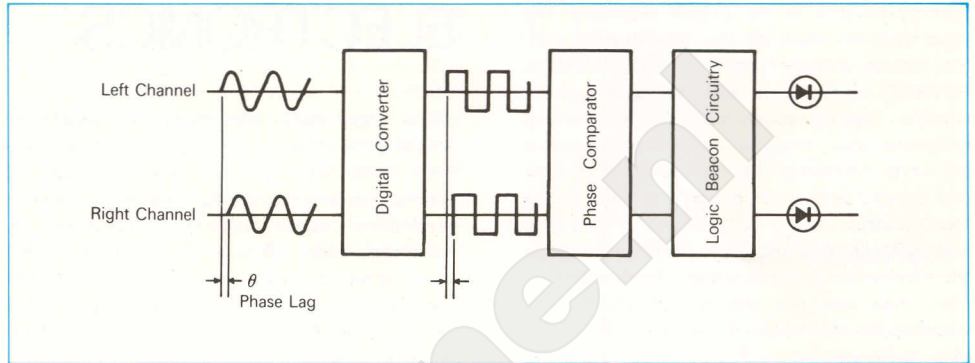 Left Channel
Right Channel
θ
Phase Lag
Digital Converter
Phase Comparator
Logic Beacon Circuitry